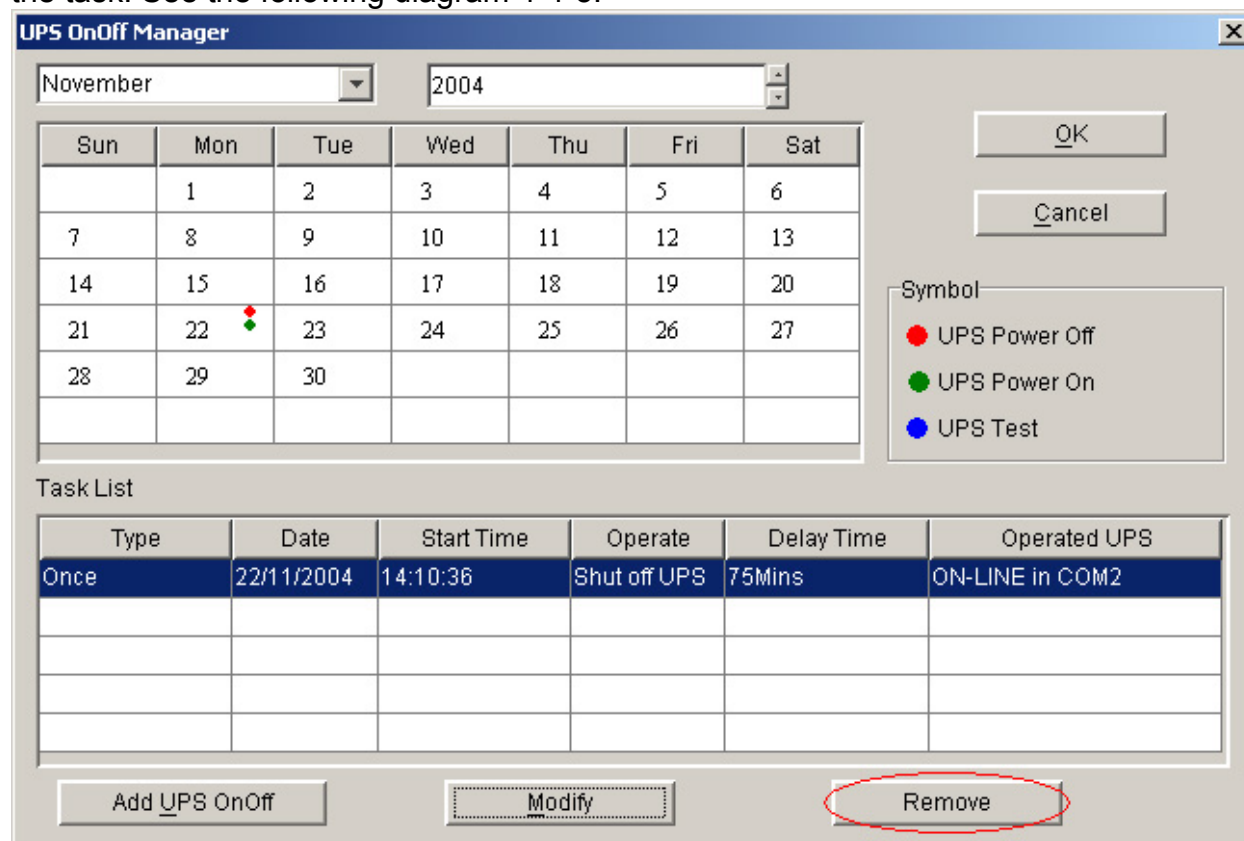 UPS OnOff Manager
November 2004
Sun Mon Tue Wed Thu Fri Sat
1 2 3 4 5 6
7 8 9 10 11 12 13
14 15 16 17 18 19 20
21 22 23 24 25 26 27
28 29 30
OK
Cancel
Symbol
UPS Power Off
UPS Power On
UPS Test
Task List
Type Date Start Time Operate Delay Time Operated UPS
Once 22/11/2004 14:10:36 Shut off UPS 75Mins ON-LINE in COM2
Add UPS OnOff Modify Remove